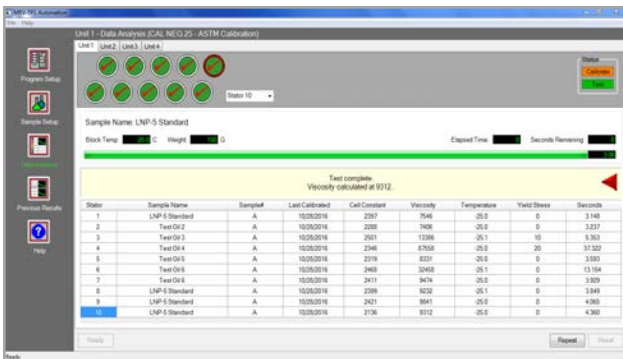 MRV-TP1 Automation
File Help
Unit 1 - Data Analysis (CAL NEG 25 - ASTM Calibration)
Unit 1 Unit 2 Unit 3 Unit 4
Status
Calibrate
Test
Program Setup
Stator 10
Sample Setup
Sample Name: LNP-5 Standard
Block Temp C Weight G Elapsed Time Seconds Remaining
Test complete.
Viscosity calculated at 9312 .
Previous Results
Help
Stator Sample Name Sample# Last Calibrated Cell Constant Viscosity Temperature Yield Stress Seconds
1 LNP-5 Standard A 10/28/2016 2397 7546 -25.0 0 3.148
2 Test Oil 2 A 10/28/2016 2288 7406 -25.0 0 3.237
3 Test Oil 3 A 10/28/2016 2501 13386 -25.1 10 5.353
4 Test Oil 4 A 10/28/2016 2346 87558 -25.0 20 37.322
5 Test Oil 5 A 10/28/2016 2319 8331 -25.0 0 3.593
6 Test Oil 6 A 10/28/2016 2468 32458 -25.1 0 13.154
7 Test Oil 6 A 10/28/2016 2411 9474 -25.1 0 3.929
8 LNP-5 Standard A 10/28/2016 2399 9232 -25.1 0 3.849
9 LNP-5 Standard A 10/28/2016 2421 9841 -25.0 0 4.065
10 LNP-5 Standard A 10/28/2016 2136 9312 -25.0 0 4.360
Ready Repeat Reset
Ready